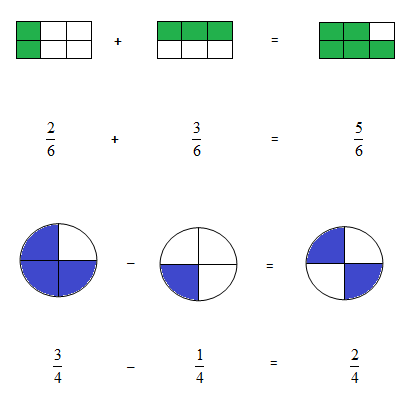 + =
2/6 + 3/6 = 5/6
– =
3/4 – 1/4 = 2/4